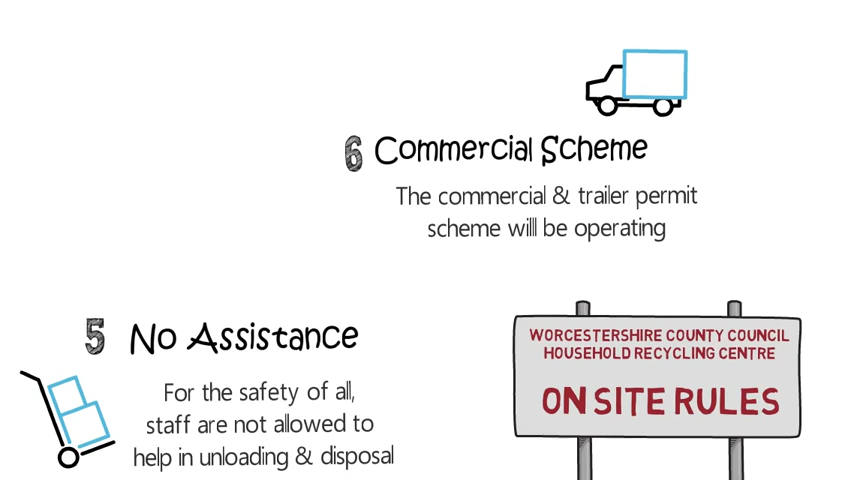 6 Commercial Scheme
The commercial & trailer permit
scheme willl be operating
5 No Assistance
For the safety of all,
staff are not allowed to
help in unloading & disposal
WORCESTERSHIRE COUNTY COUNCIL
HOUSEHOLD RECYCLING CENTRE
ON SITE RULES